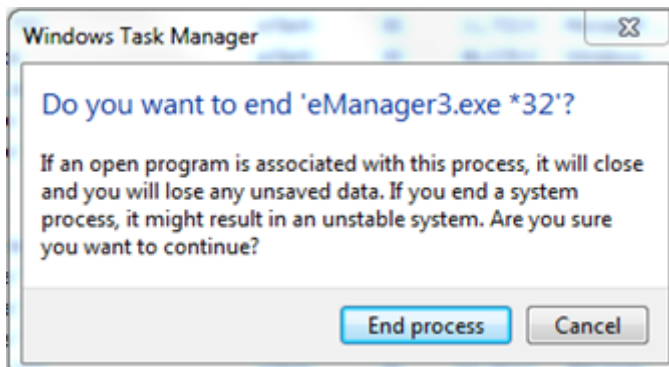 Windows Task Manager
Do you want to end 'eManager3.exe *32'?
If an open program is associated with this process, it will close
and you will lose any unsaved data. If you end a system
process, it might result in an unstable system. Are you sure
you want to continue?
End process
Cancel